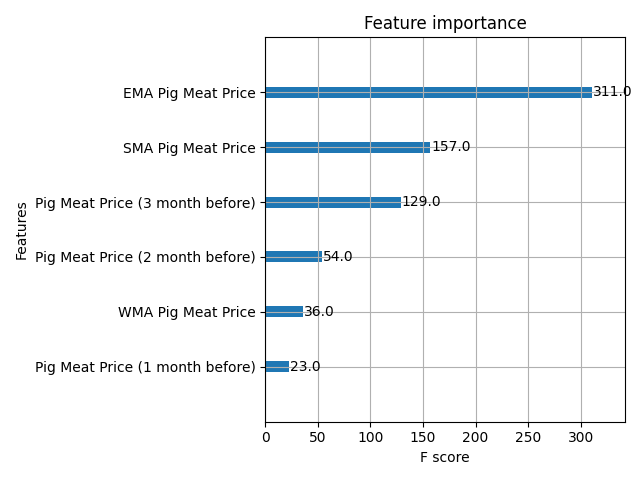 Feature importance
EMA Pig Meat Price
311.0
SMA Pig Meat Price
157.0
Pig Meat Price (3 month before)
129.0
Pig Meat Price (2 month before)
54.0
WMA Pig Meat Price
36.0
Pig Meat Price (1 month before)
23.0
Features
0 50 100 150 200 250 300
F score